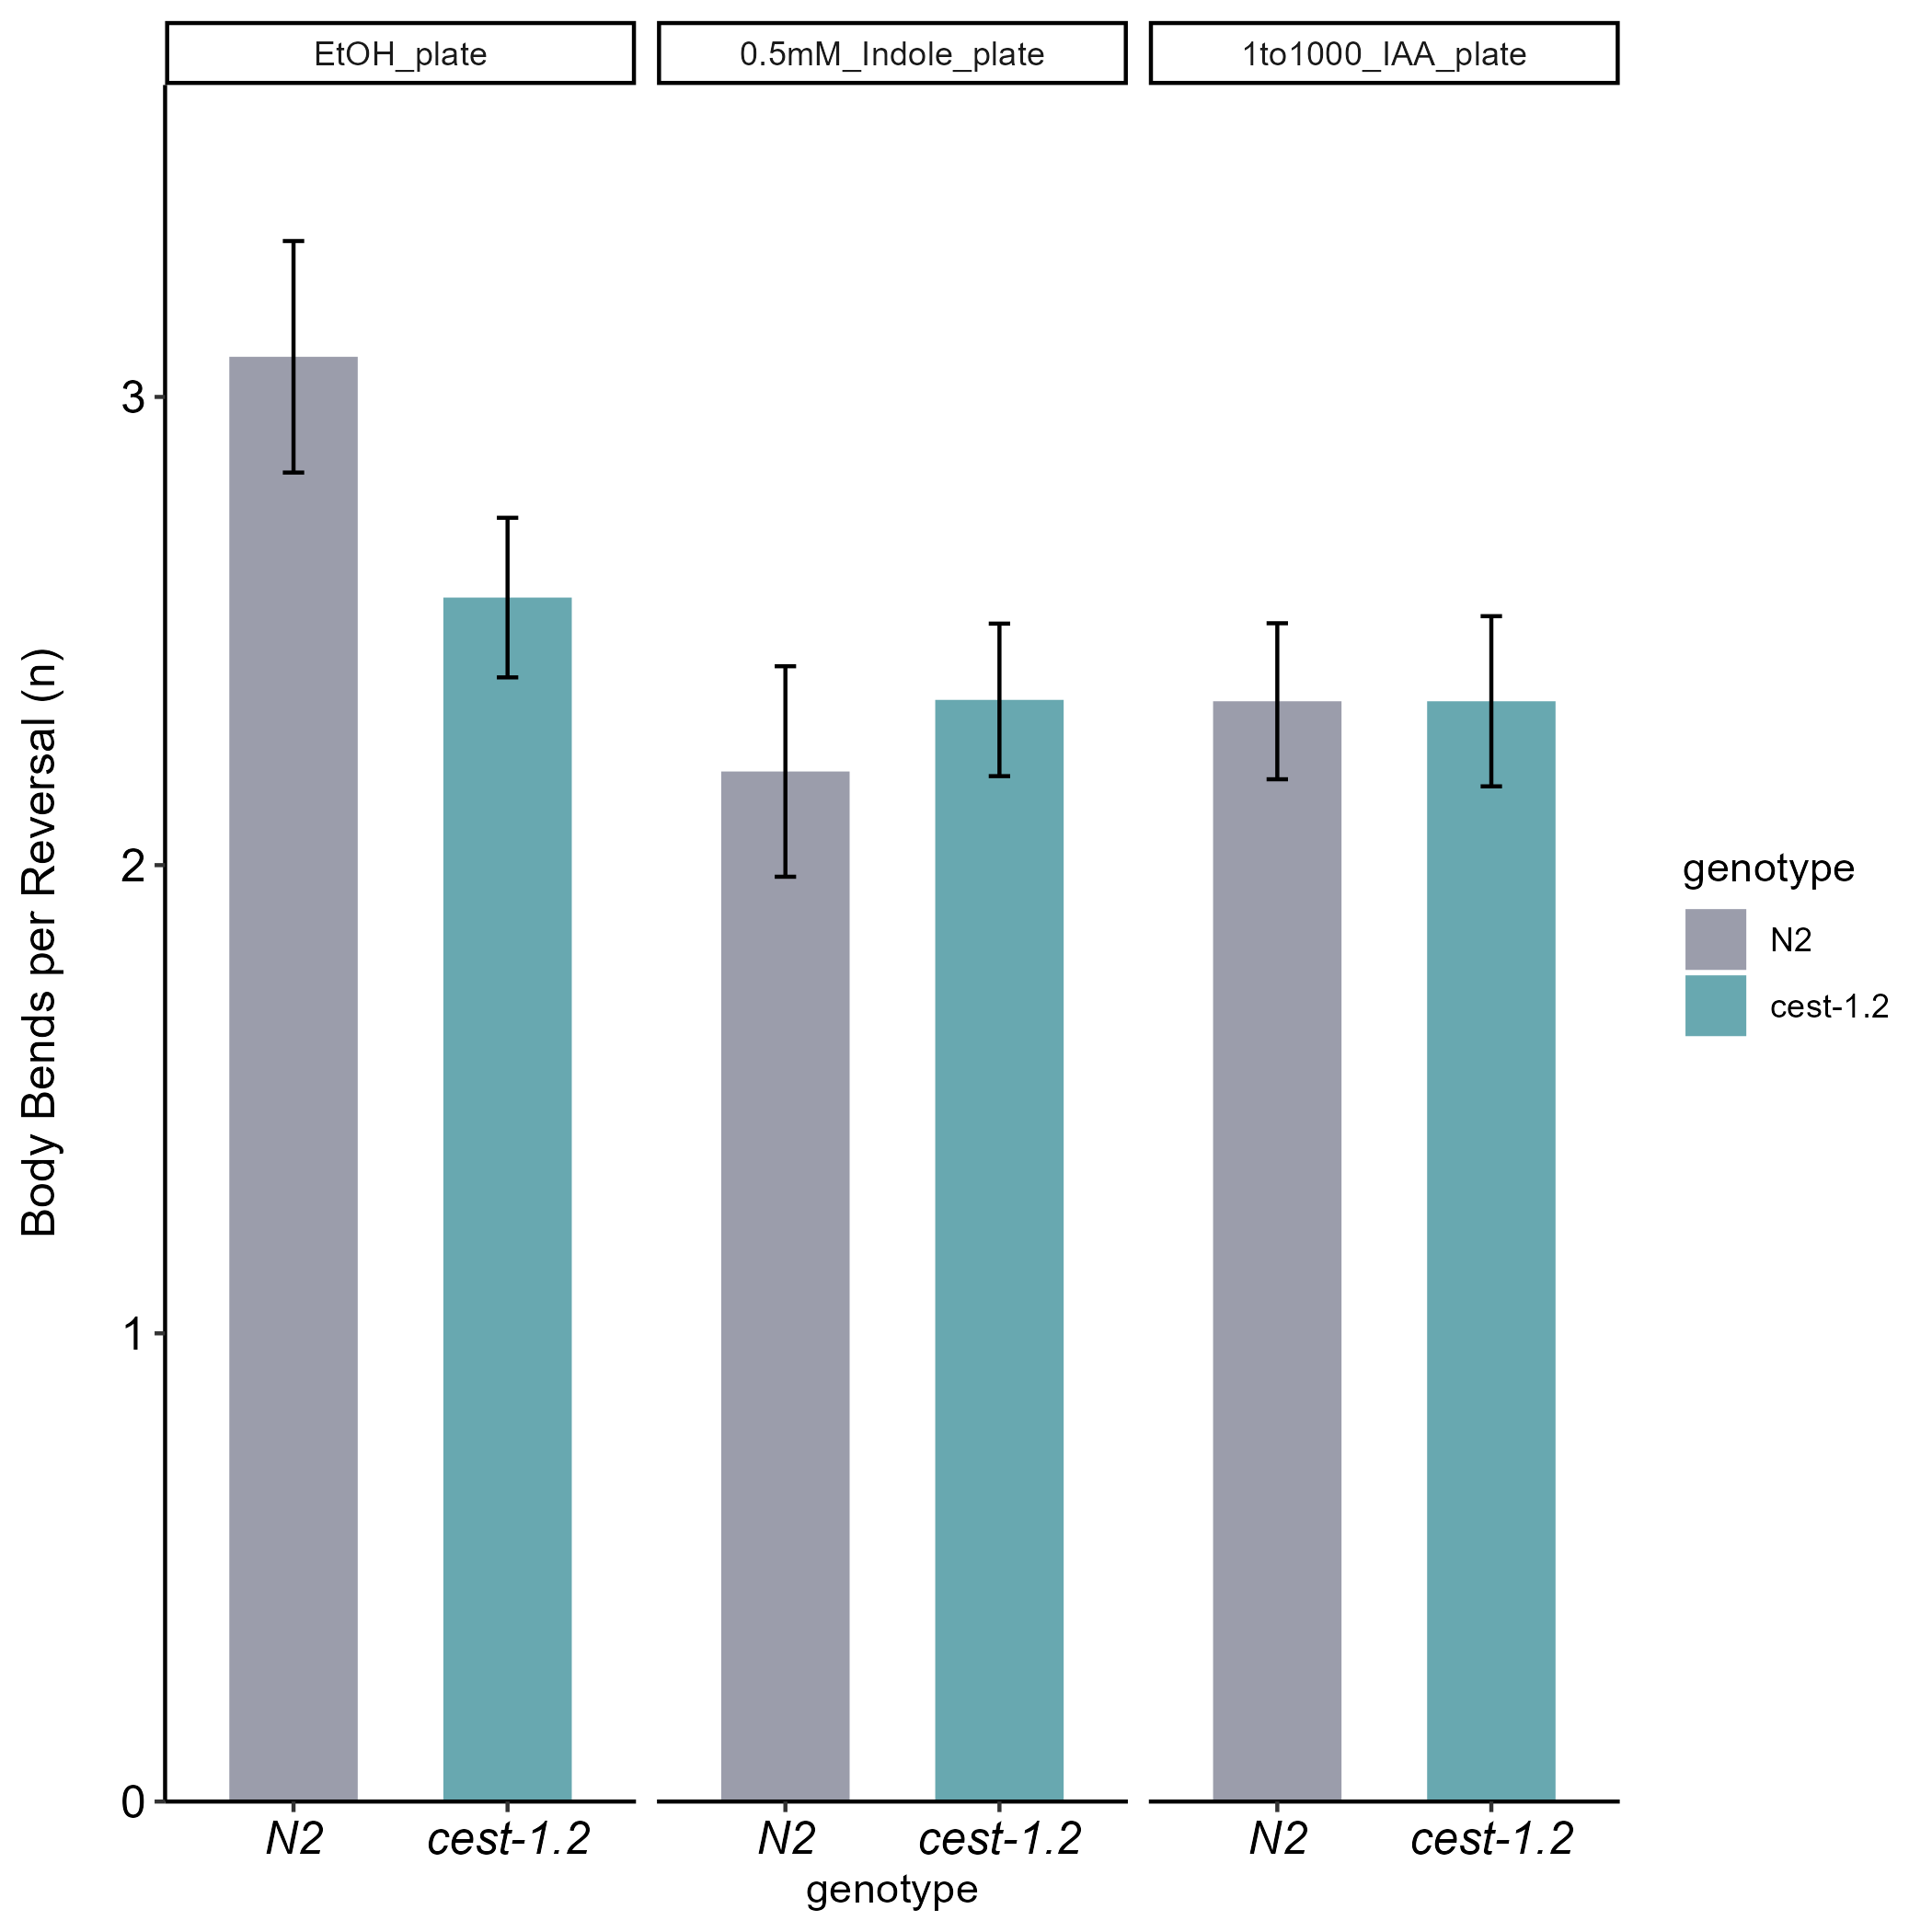 EtOH_plate
0.5mM_Indole_plate
1to1000_IAA_plate
Body Bends per Reversal (n)
3
2
1
0
N2
cest-1.2
N2
cest-1.2
N2
cest-1.2
genotype
genotype
N2
cest-1.2